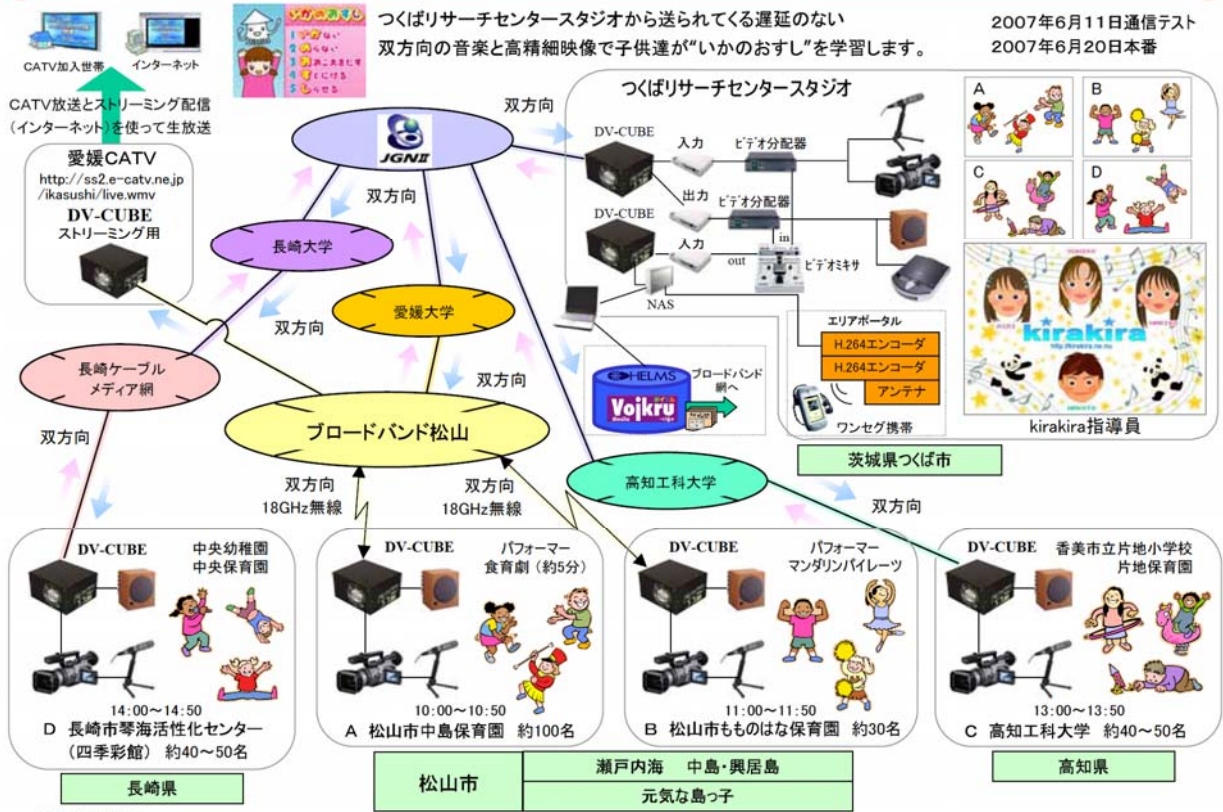 つくばリサーチセンタースタジオから送られてくる遅延のない
双方向の音楽と高精細映像で子供達が“いかのおすし”を学習します。
2007年6月11日通信テスト
2007年6月20日本番
いかのおすし
CATV加入世帯
インターネット
CATV放送とストリーミング配信
(インターネット)を使って生放送
愛媛CATV
http://ss2.e-catv.ne.jp
/ikasushi/live.wmv
DV-CUBE
ストリーミング用
JGNⅡ
双方向
双方向
長崎大学
愛媛大学
双方向
双方向
長崎ケーブル
メディア網
双方向
ブロードバンド松山
双方向
18GHz無線
双方向
18GHz無線
高知工科大学
双方向
つくばリサーチセンタースタジオ
DV-CUBE
入力
ビデオ分配器
出力
ビデオ分配器
DV-CUBE
入力
in
out
ビデオミキサ
NAS
HELMS
Vojkru
ブロードバンド
網へ
エリアポータル
H.264エンコーダ
H.264エンコーダ
アンテナ
ワンセグ携帯
A
B
C
D
kirakira
kirakira指導員
茨城県つくば市
DV-CUBE
中央幼稚園
中央保育園
14:00～14:50
D 長崎市琴海活性化センター
(四季彩館) 約40～50名
長崎県
DV-CUBE
パフォーマー
食育劇(約5分)
10:00～10:50
A 松山市中島保育園 約100名
DV-CUBE
パフォーマー
マンダリンパイレーツ
11:00～11:50
B 松山市もものはな保育園 約30名
松山市
瀬戸内海 中島・興居島
元気な島っ子
DV-CUBE
香美市立片地小学校
片地保育園
13:00～13:50
C 高知工科大学 約40～50名
高知県